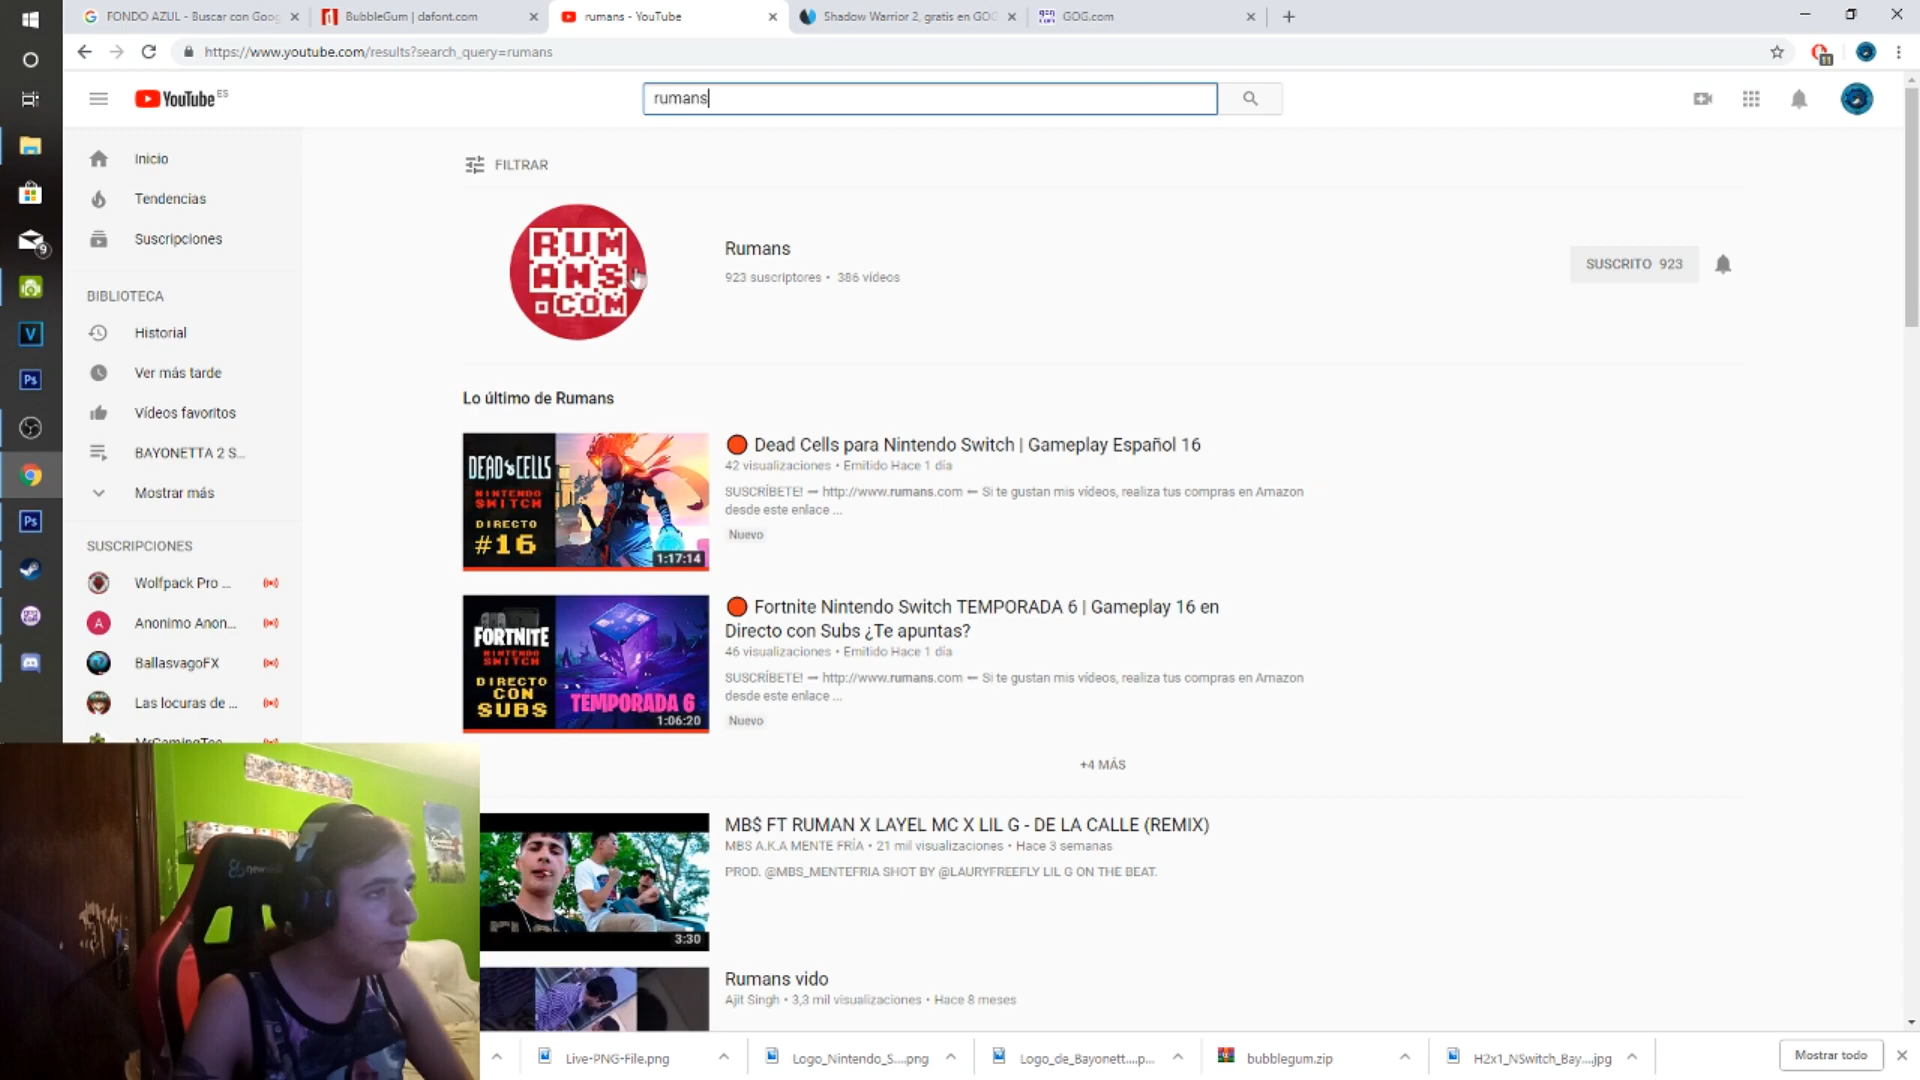 FONDO AZUL - Buscar con Goog
BubbleGum | dafont.com
rumans - YouTube
Shadow Warrior 2, gratis en GOG
GOG.com
https://www.youtube.com/results?search_query=rumans
11
YouTube ES
rumans
Inicio
Tendencias
Suscripciones
BIBLIOTECA
Historial
Ver más tarde
Vídeos favoritos
BAYONETTA 2 S...
Mostrar más
SUSCRIPCIONES
Wolfpack Pro ...
A
Anonimo Anon...
BallasvagoFX
Las locuras de ...
9
V
Ps
Ps
FILTRAR
RUM
ANS
.COM
Rumans
923 suscriptores • 386 vídeos
SUSCRITO 923
Lo último de Rumans
DEAD CELLS
NINTENDO
SWITCH
DIRECTO
#16
1:17:14
Dead Cells para Nintendo Switch | Gameplay Español 16
42 visualizaciones • Emitido Hace 1 día
SUSCRÍBETE! — http://www.rumans.com — Si te gustan mis vídeos, realiza tus compras en Amazon
desde este enlace ...
Nuevo
FORTNITE
NINTENDO
SWITCH
DIRECTO
CON
SUBS
TEMPORADA 6
1:06:20
Fortnite Nintendo Switch TEMPORADA 6 | Gameplay 16 en
Directo con Subs ¿Te apuntas?
46 visualizaciones • Emitido Hace 1 día
SUSCRÍBETE! — http://www.rumans.com — Si te gustan mis vídeos, realiza tus compras en Amazon
desde este enlace ...
Nuevo
+4 MÁS
3:30
MB$ FT RUMAN X LAYEL MC X LIL G - DE LA CALLE (REMIX)
MBS A.K.A MENTE FRÍA • 21 mil visualizaciones • Hace 3 semanas
PROD. @MBS_MENTEFRIA SHOT BY @LAURYFREEFLY LIL G ON THE BEAT.
Rumans vido
Ajit Singh • 3,3 mil visualizaciones • Hace 8 meses
Live-PNG-File.png
Logo_Nintendo_S....png
Logo_de_Bayonett....p...
bubblegum.zip
H2x1_NSwitch_Bay....jpg
Mostrar todo